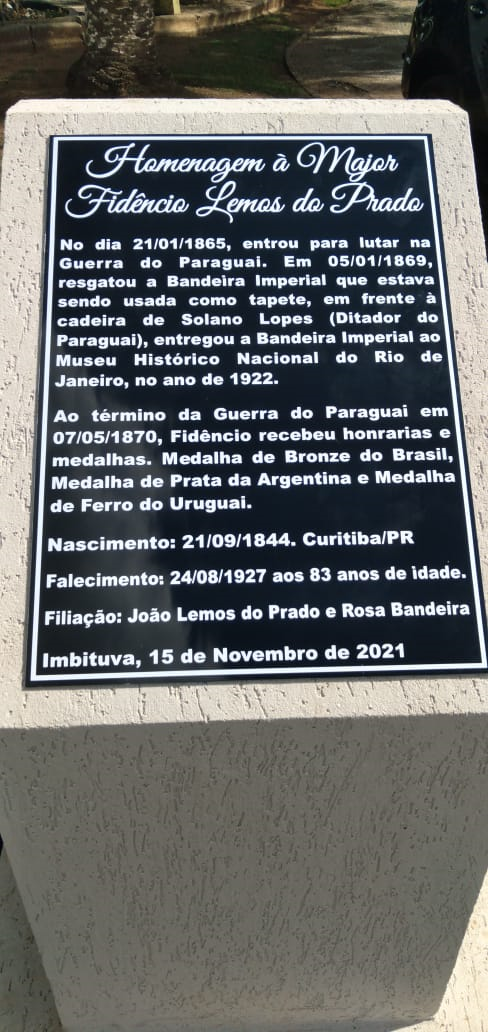 Homenagem à Major
Fidêncio Lemos do Prado
No dia 21/01/1865, entrou para lutar na
Guerra do Paraguai. Em 05/01/1869,
resgatou a Bandeira Imperial que estava
sendo usada como tapete, em frente à
cadeira de Solano Lopes (Ditador do
Paraguai), entregou a Bandeira Imperial ao
Museu Histórico Nacional do Rio de
Janeiro, no ano de 1922.
Ao término da Guerra do Paraguai em
07/05/1870, Fidêncio recebeu honrarias e
medalhas. Medalha de Bronze do Brasil,
Medalha de Prata da Argentina e Medalha
de Ferro do Uruguai.
Nascimento: 21/09/1844. Curitiba/PR
Falecimento: 24/08/1927 aos 83 anos de idade.
Filiação: João Lemos do Prado e Rosa Bandeira
Imbituva, 15 de Novembro de 2021